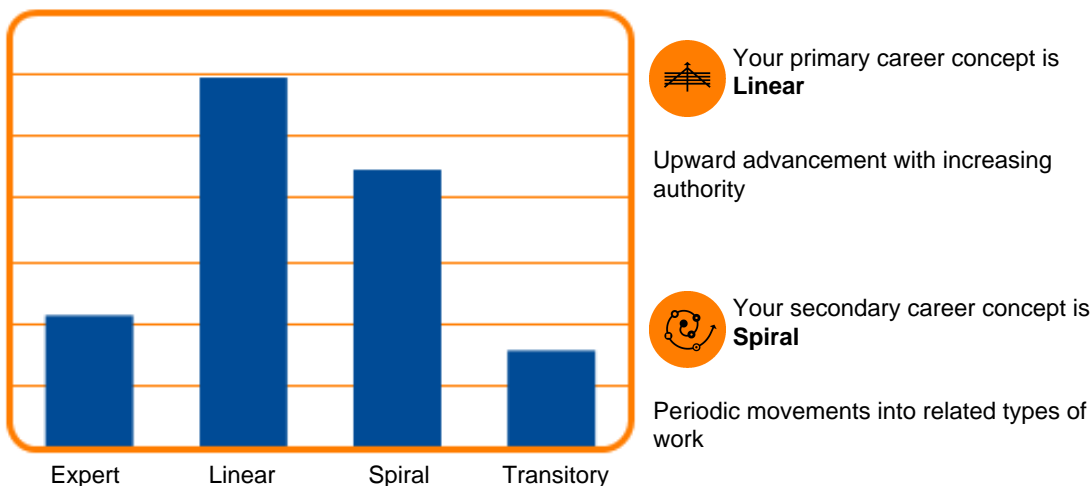 Your primary career concept is
Linear
Upward advancement with increasing
authority
Your secondary career concept is
Spiral
Periodic movements into related types of
work
Expert
Linear
Spiral
Transitory